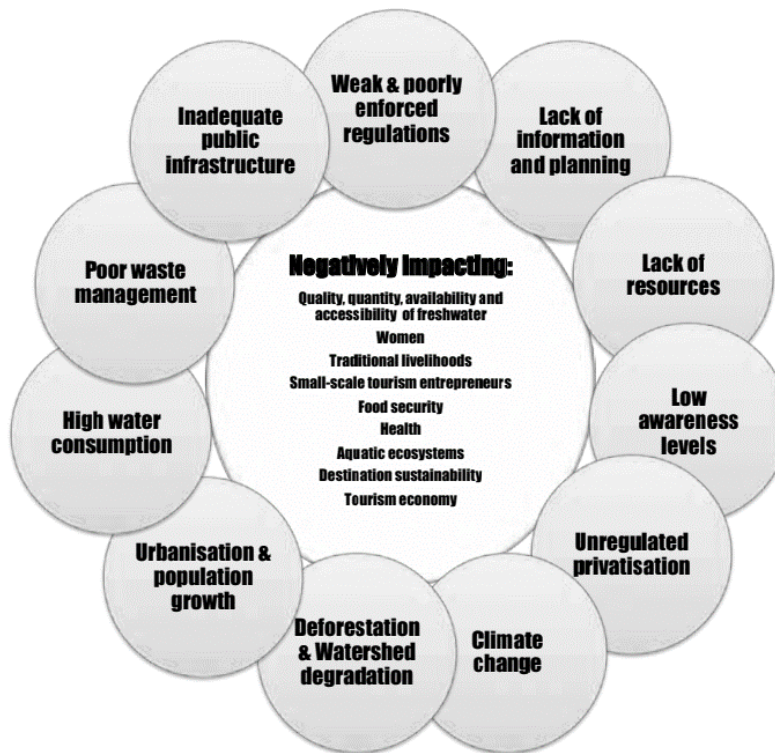 Weak & poorly
enforced
regulations
Lack of
information
and planning
Lack of
resources
Low
awareness
levels
Unregulated
privatisation
Climate
change
Deforestation
& Watershed
degradation
Urbanisation &
population
growth
High water
consumption
Poor waste
management
Inadequate
public
infrastructure
Negatively Impacting:
Quality, quantity, availability and
accessibility of freshwater
Women
Traditional livelihoods
Small-scale tourism entrepreneurs
Food security
Health
Aquatic ecosystems
Destination sustainability
Tourism economy